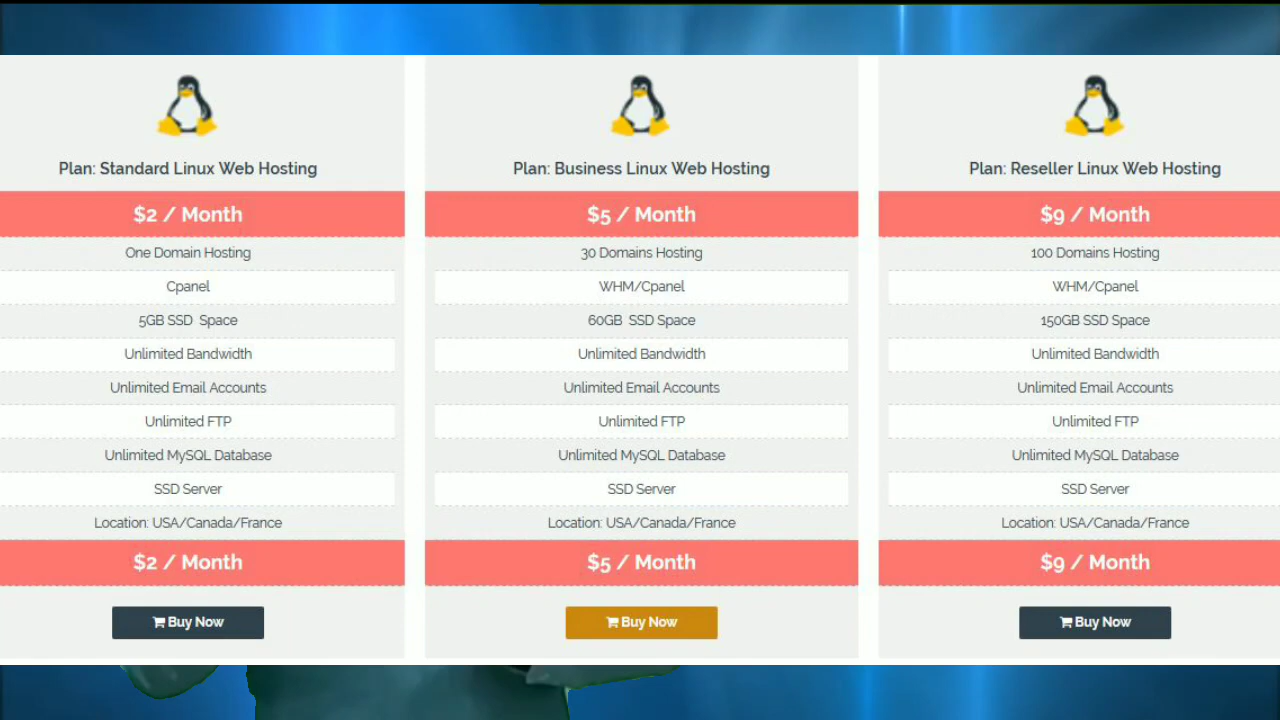 Plan: Standard Linux Web Hosting
$2 / Month
One Domain Hosting
Cpanel
5GB SSD Space
Unlimited Bandwidth
Unlimited Email Accounts
Unlimited FTP
Unlimited MySQL Database
SSD Server
Location: USA/Canada/France
$2 / Month
Buy Now
Plan: Business Linux Web Hosting
$5 / Month
30 Domains Hosting
WHM/Cpanel
60GB SSD Space
Unlimited Bandwidth
Unlimited Email Accounts
Unlimited FTP
Unlimited MySQL Database
SSD Server
Location: USA/Canada/France
$5 / Month
Buy Now
Plan: Reseller Linux Web Hosting
$9 / Month
100 Domains Hosting
WHM/Cpanel
150GB SSD Space
Unlimited Bandwidth
Unlimited Email Accounts
Unlimited FTP
Unlimited MySQL Database
SSD Server
Location: USA/Canada/France
$9 / Month
Buy Now